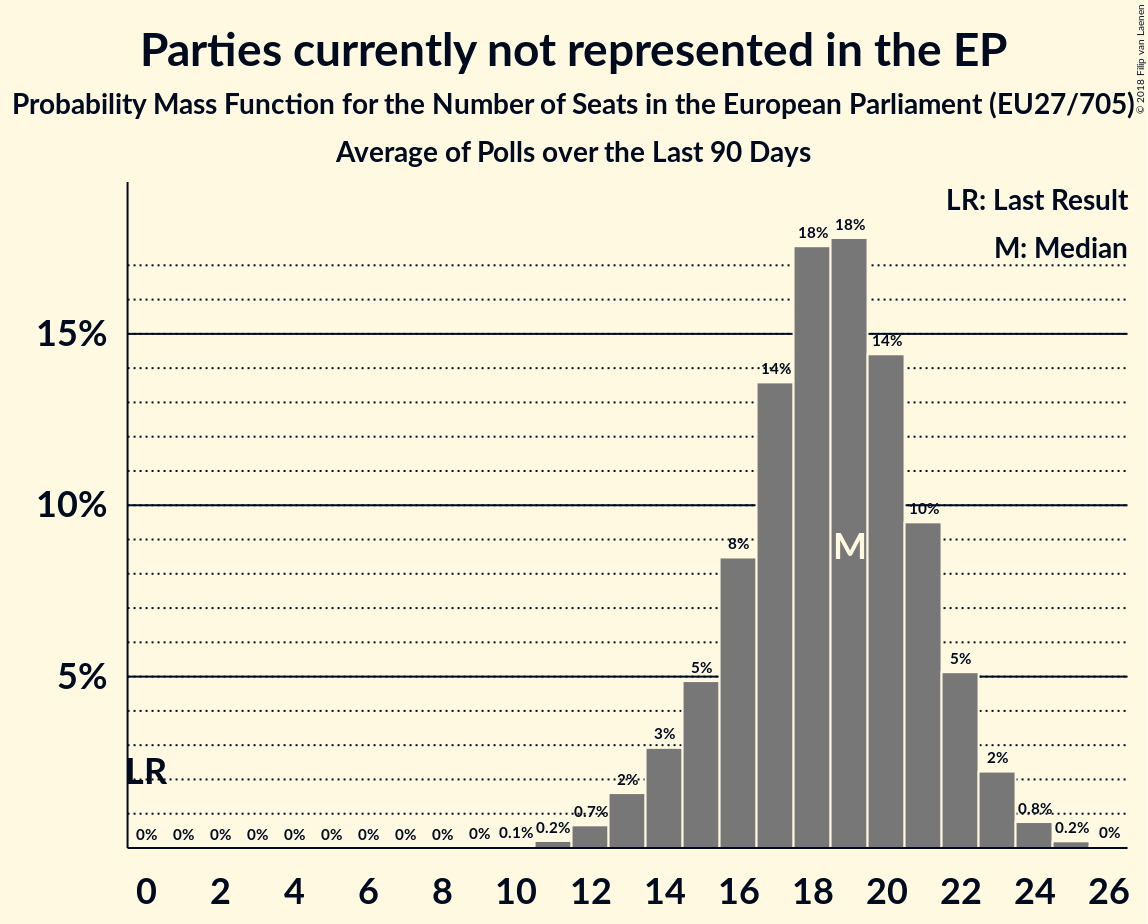 Parties currently not represented in the EP
Probability Mass Function for the Number of Seats in the European Parliament (EU27/705)
Average of Polls over the Last 90 Days
© 2018 Filip van Laenen
LR: Last Result
M: Median
15%
10%
5%
LR
M
0% 0% 0% 0% 0% 0% 0% 0% 0% 0% 0.1% 0.2% 0.7% 2% 3% 5% 8% 14% 18% 18% 14% 10% 5% 2% 0.8% 0.2% 0%
0 2 4 6 8 10 12 14 16 18 20 22 24 26